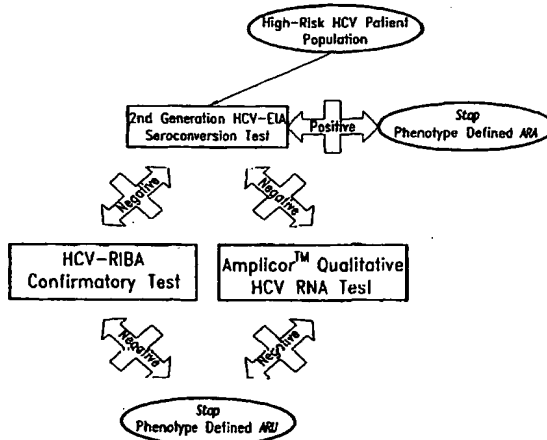 High-Risk HCV Patient
Population
2nd Generation HCV-EIA
Seroconversion Test
Positive
Stop
Phenotype Defined ARA
Negative
Negative
HCV-RIBA
Confirmatory Test
Amplicor™ Qualitative
HCV RNA Test
Negative
Negative
Stop
Phenotype Defined ARU